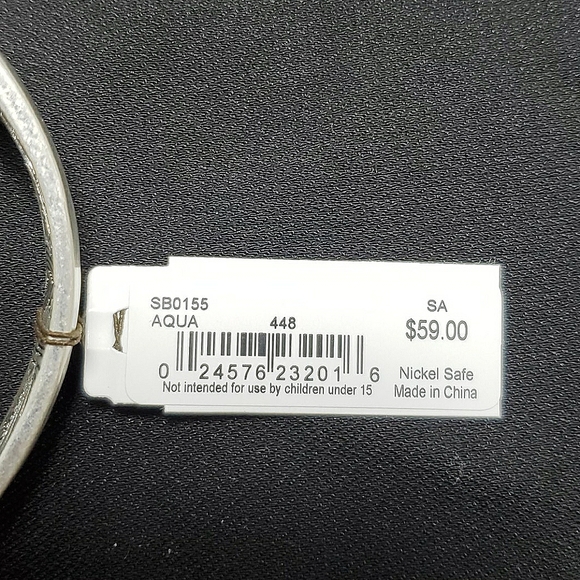 SB0155
AQUA 448
SA
$59.00
0 24576 23201 6
Not intended for use by children under 15
Nickel Safe
Made in China